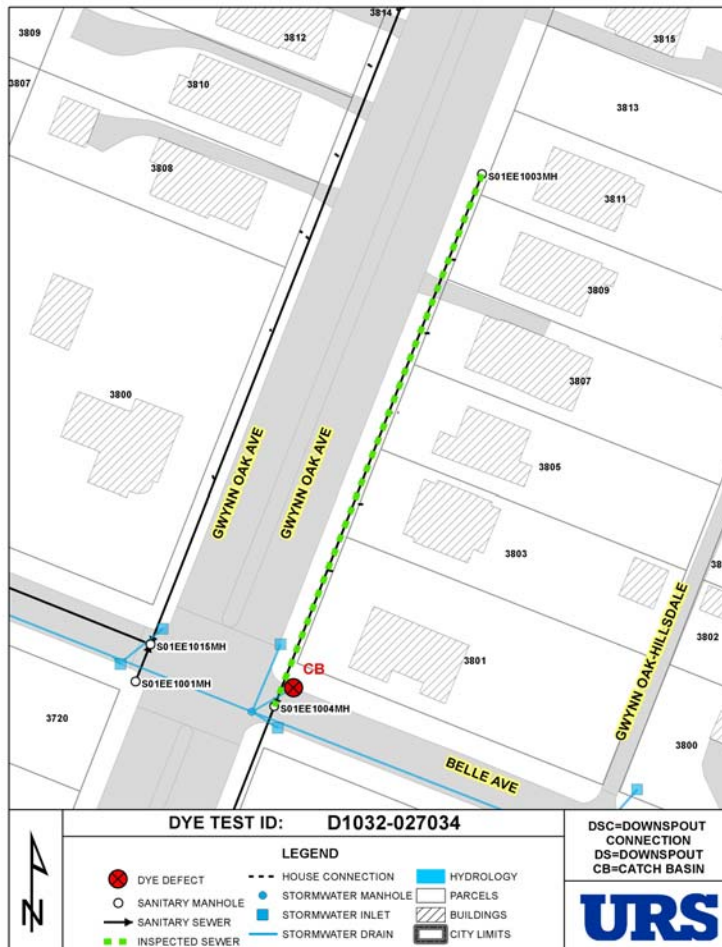 3809
3812
3814
3815
3810
3807
3813
3808
S01EE1003MH
3811
3809
3800
3807
GWYNN OAK AVE
GWYNN OAK AVE
3805
3803
GWYNN OAK-HILLSDALE
38
3802
S01EE1015MH
CB
3801
S01EE1001MH
S01EE1004MH
3720
3800
BELLE AVE
DYE TEST ID: D1032-027034
LEGEND
DYE DEFECT
SANITARY MANHOLE
SANITARY SEWER
INSPECTED SEWER
HOUSE CONNECTION
STORMWATER MANHOLE
STORMWATER INLET
STORMWATER DRAIN
HYDROLOGY
PARCELS
BUILDINGS
CITY LIMITS
DSC=DOWNSPOUT
CONNECTION
DS=DOWNSPOUT
CB=CATCH BASIN
N
URS